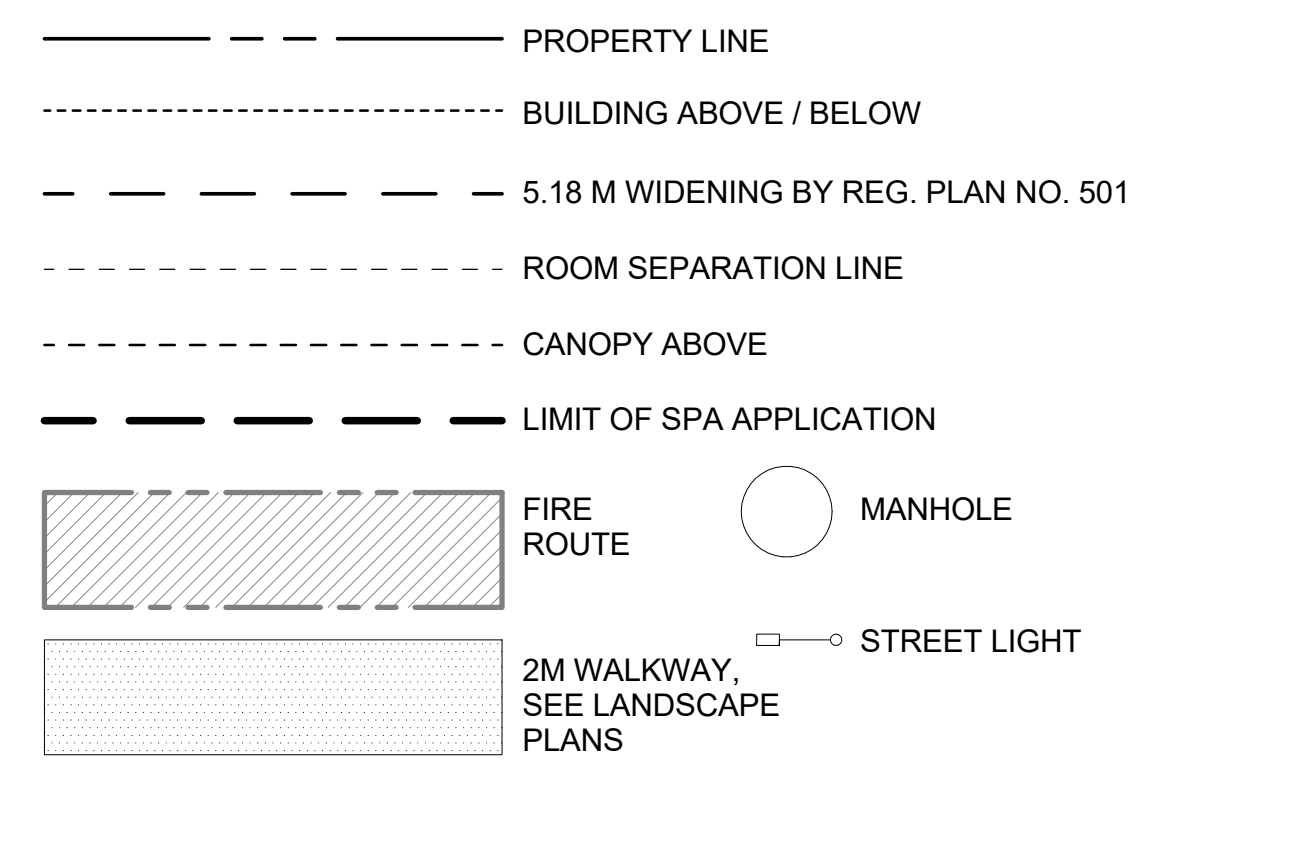 PROPERTY LINE
BUILDING ABOVE / BELOW
5.18 M WIDENING BY REG. PLAN NO. 501
ROOM SEPARATION LINE
CANOPY ABOVE
LIMIT OF SPA APPLICATION
FIRE
ROUTE
MANHOLE
2M WALKWAY,
SEE LANDSCAPE
PLANS
STREET LIGHT